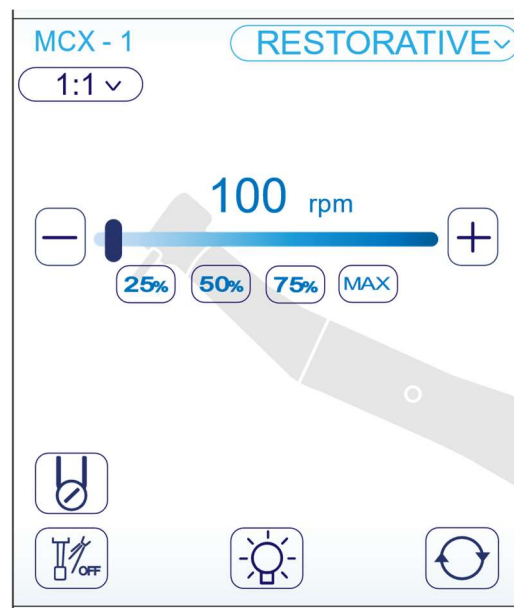 MCX - 1 RESTORATIVE
1:1
100 rpm
25% 50% 75% MAX
OFF